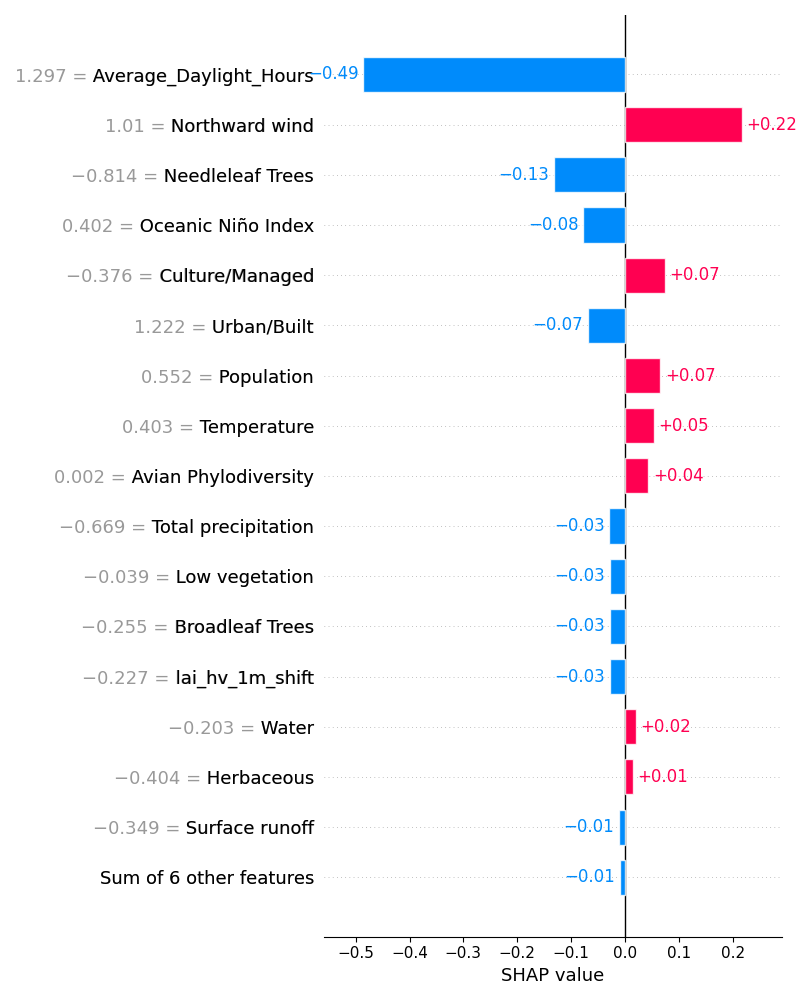 1.297 = Average_Daylight_Hours −0.49
1.01 = Northward wind +0.22
−0.814 = Needleleaf Trees −0.13
0.402 = Oceanic Niño Index −0.08
−0.376 = Culture/Managed +0.07
1.222 = Urban/Built −0.07
0.552 = Population +0.07
0.403 = Temperature +0.05
0.002 = Avian Phylodiversity +0.04
−0.669 = Total precipitation −0.03
−0.039 = Low vegetation −0.03
−0.255 = Broadleaf Trees −0.03
−0.227 = lai_hv_1m_shift −0.03
−0.203 = Water +0.02
−0.404 = Herbaceous +0.01
−0.349 = Surface runoff −0.01
Sum of 6 other features −0.01
−0.5 −0.4 −0.3 −0.2 −0.1 0.0 0.1 0.2
SHAP value